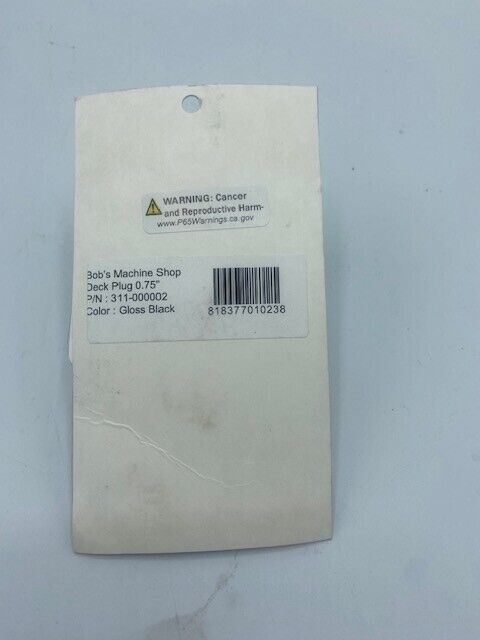 WARNING: Cancer
and Reproductive Harm-
www.P65Warnings.ca.gov
Bob's Machine Shop
Deck Plug 0.75"
P/N : 311-000002
Color : Gloss Black
818377010238